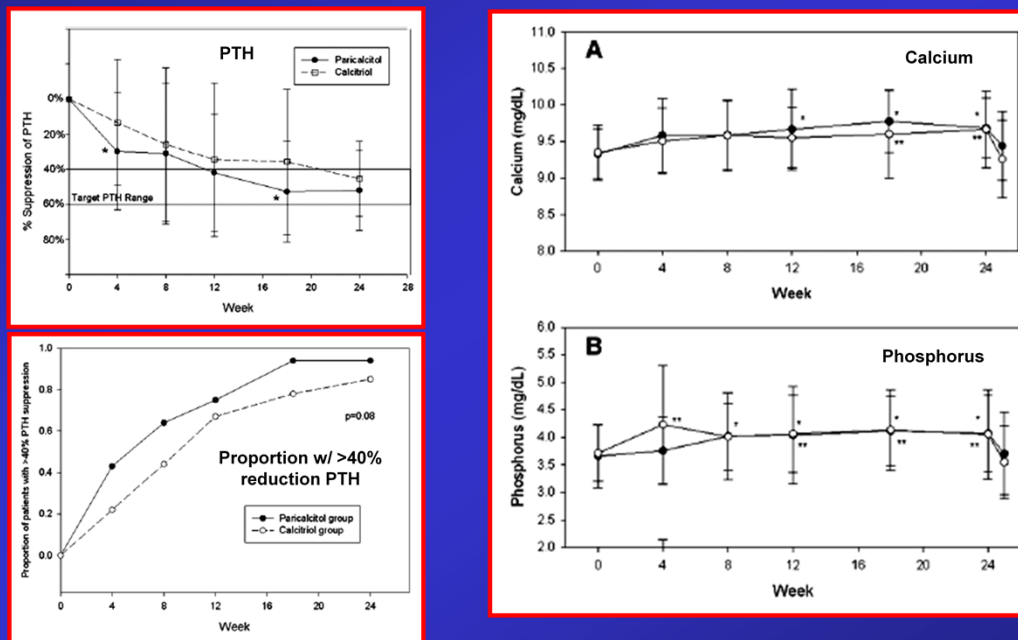 PTH
Paricalcitol
Calcitriol
% Suppression of PTH
0%
20%
40%
60%
80%
Target PTH Range
*
*
0 4 8 12 16 20 24 28
Week
Proportion of patients with >40% PTH suppression
1.0
0.8
0.6
0.4
0.2
0.0
p=0.08
Proportion w/ >40%
reduction PTH
Paricalcitol group
Calcitriol group
0 4 8 12 16 20 24
Week
A
Calcium
Calcium (mg/dL)
11.0
10.5
10.0
9.5
9.0
8.5
8.0
* * *
** **
0 4 8 12 16 20 24
Week
B
Phosphorus
Phosphorus (mg/dL)
6.0
5.5
5.0
4.5
4.0
3.5
3.0
2.5
2.0
** * * * *
** ** **
0 4 8 12 16 20 24
Week